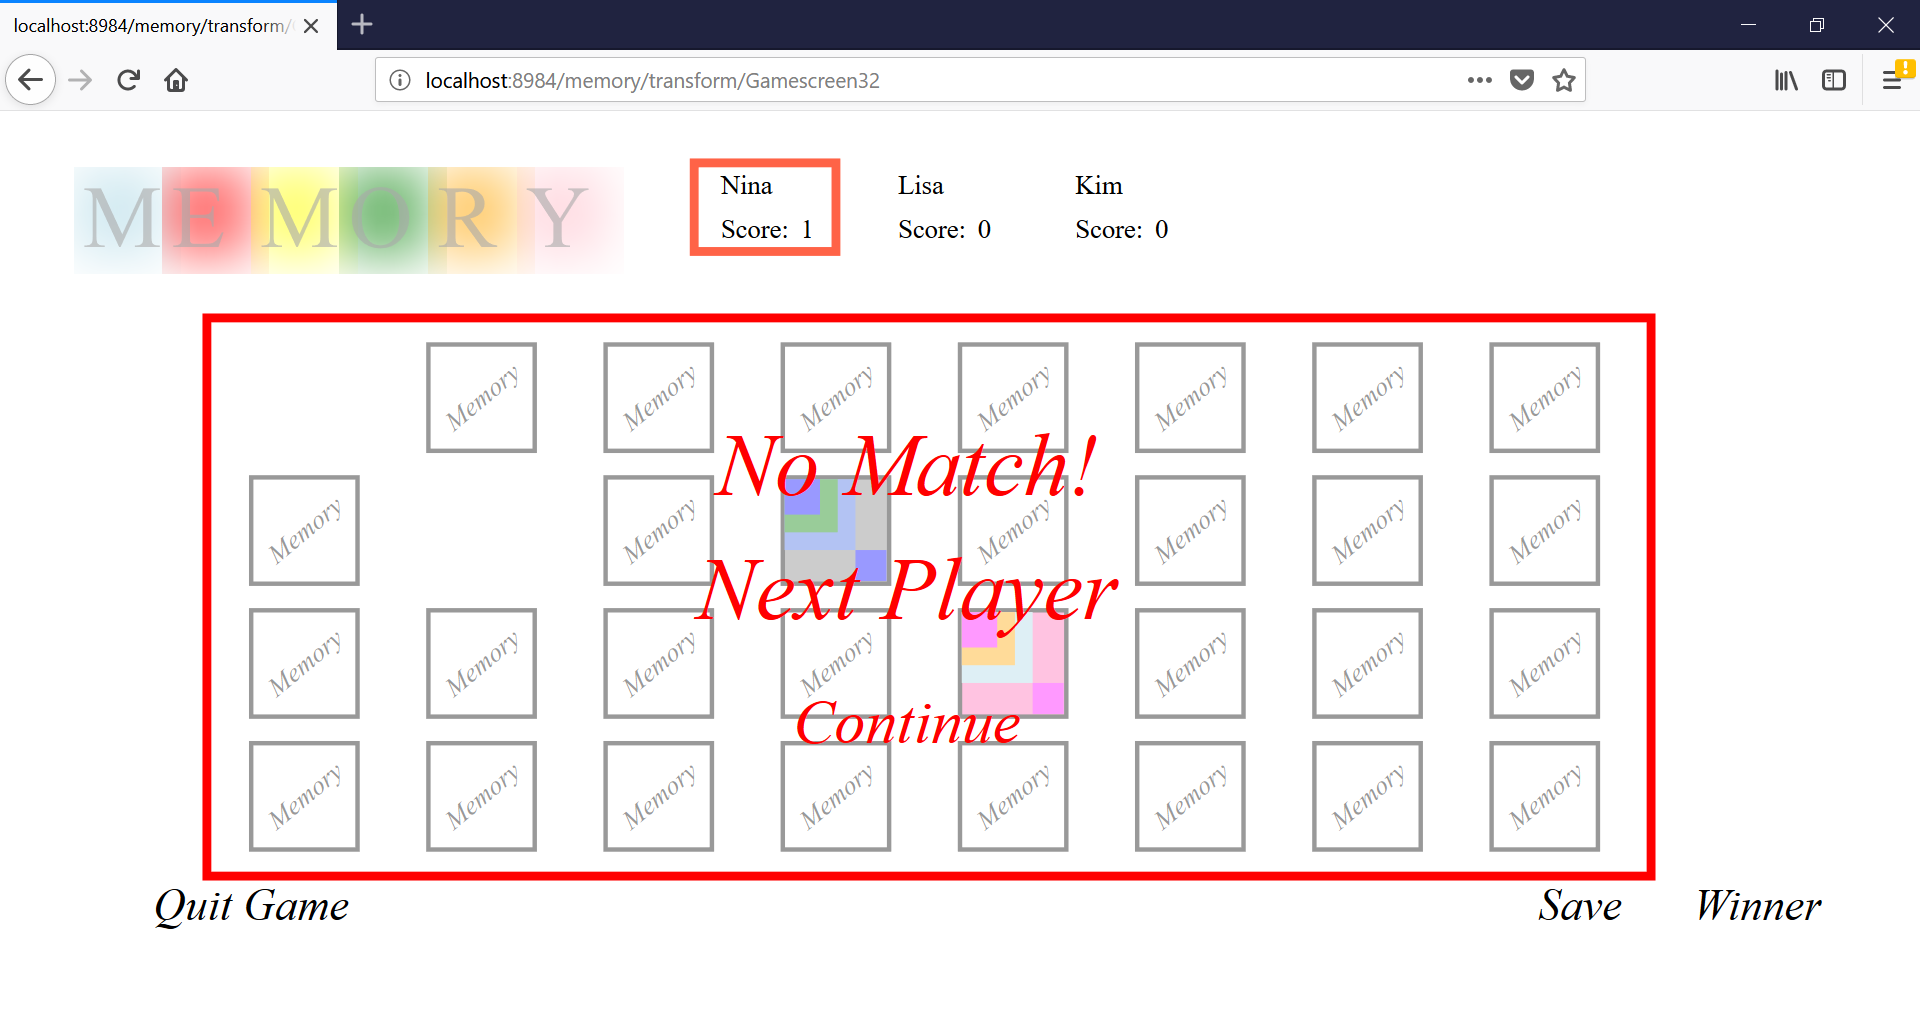 localhost:8984/memory/transform/
localhost:8984/memory/transform/Gamescreen32
MEMORY
Nina Lisa Kim
Score: 1 Score: 0 Score: 0
Memory Memory Memory Memory Memory Memory Memory
No Match!
Memory Memory Memory Memory Memory Memory
Next Player
Memory Memory Memory Memory Memory Memory Memory
Continue
Memory Memory Memory Memory Memory Memory Memory Memory
Quit Game Save Winner